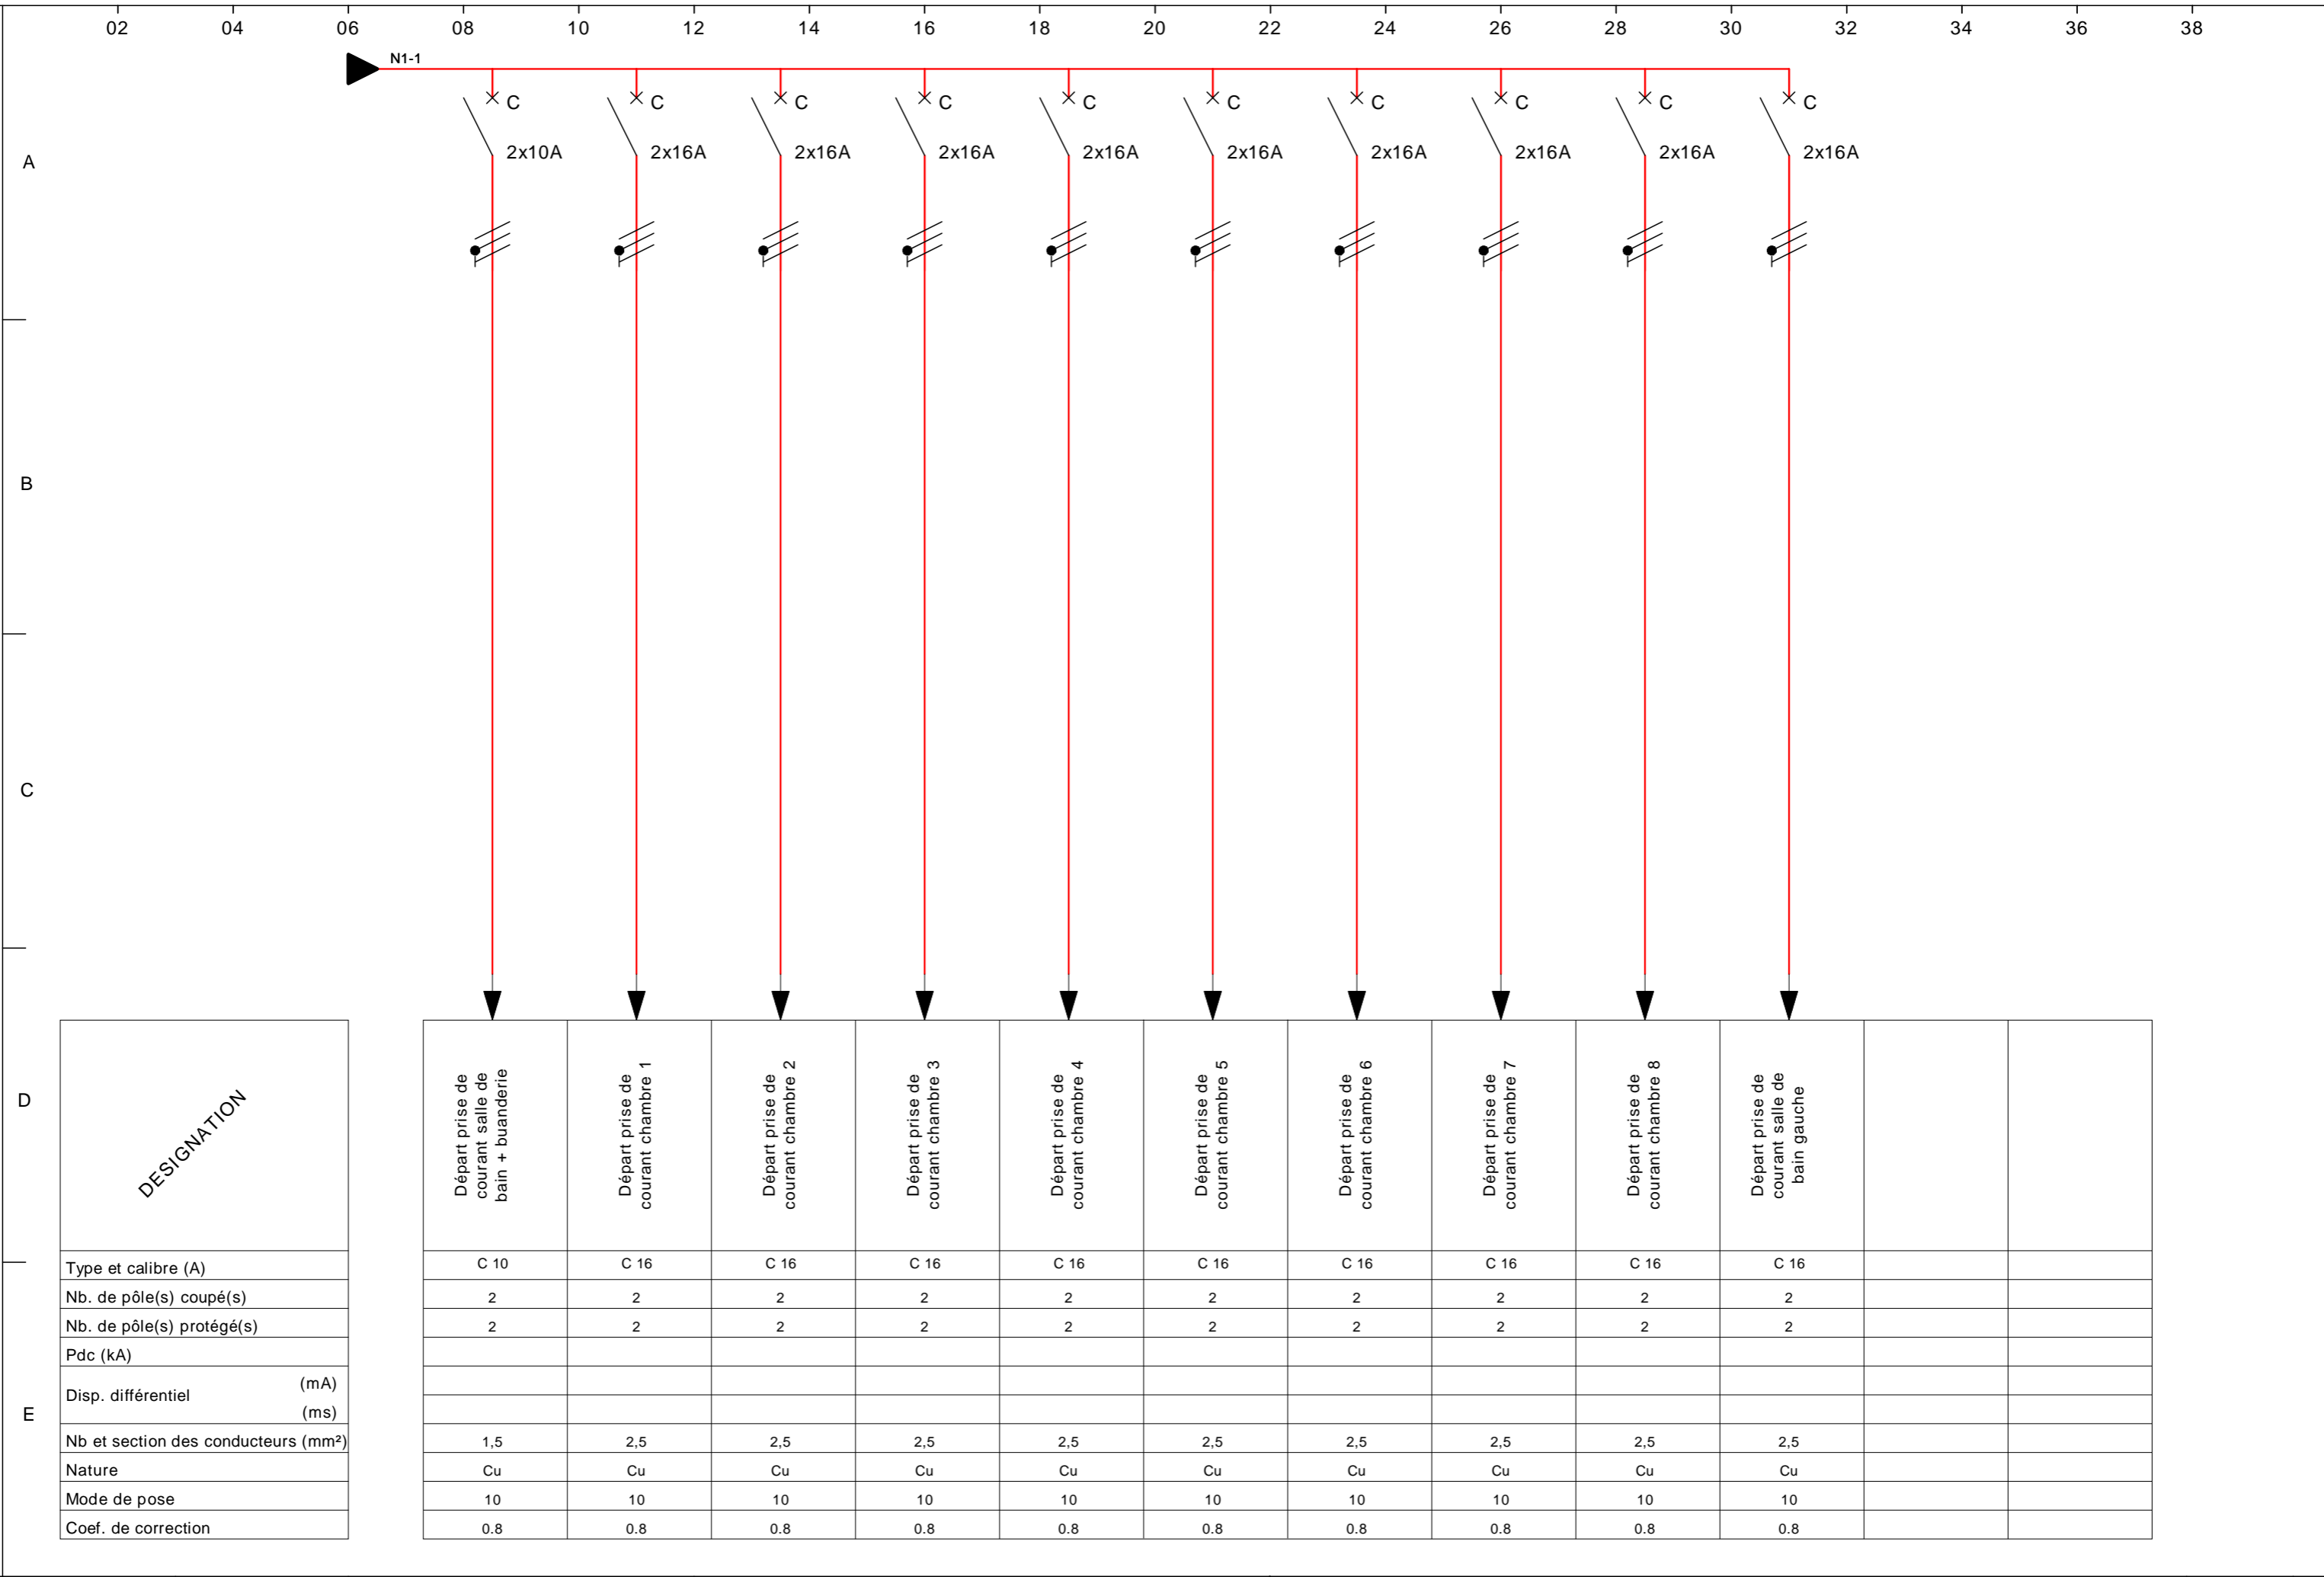 02 04 06 08 10 12 14 16 18 20 22 24 26 28 30 32 34 36 38
N1-1
C C C C C C C C C C
A
2x10A 2x16A 2x16A 2x16A 2x16A 2x16A 2x16A 2x16A 2x16A 2x16A
B
C
D
DESIGNATION
Départ prise de
courant salle de
bain + buanderie
Départ prise de
courant chambre 1
Départ prise de
courant chambre 2
Départ prise de
courant chambre 3
Départ prise de
courant chambre 4
Départ prise de
courant chambre 5
Départ prise de
courant chambre 6
Départ prise de
courant chambre 7
Départ prise de
courant chambre 8
Départ prise de
courant salle de
bain gauche
Type et calibre (A) C 10 C 16 C 16 C 16 C 16 C 16 C 16 C 16 C 16 C 16
Nb. de pôle(s) coupé(s) 2 2 2 2 2 2 2 2 2 2
Nb. de pôle(s) protégé(s) 2 2 2 2 2 2 2 2 2 2
Pdc (kA)
E
Disp. différentiel (mA)
(ms)
Nb et section des conducteurs (mm²) 1,5 2,5 2,5 2,5 2,5 2,5 2,5 2,5 2,5 2,5
Nature Cu Cu Cu Cu Cu Cu Cu Cu Cu Cu
Mode de pose 10 10 10 10 10 10 10 10 10 10
Coef. de correction 0.8 0.8 0.8 0.8 0.8 0.8 0.8 0.8 0.8 0.8